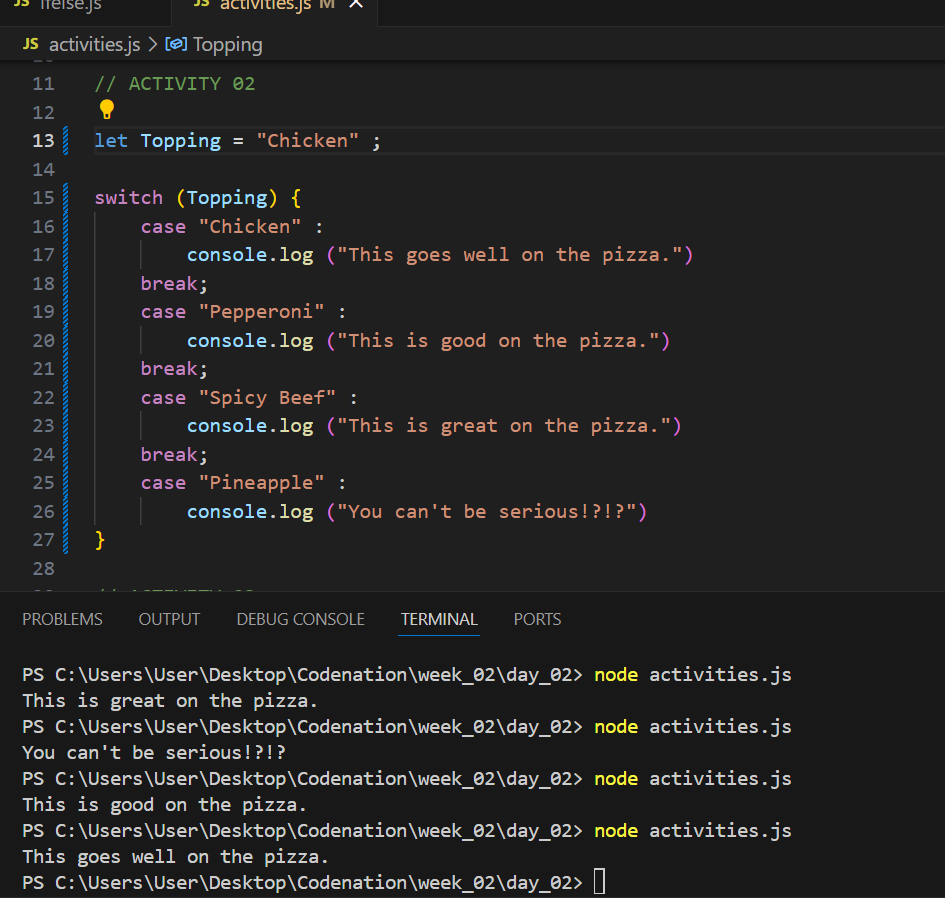 JS ifelse.js JS activities.js M ×
JS activities.js > Topping
11 // ACTIVITY 02
12
13 let Topping = "Chicken" ;
14
15 switch (Topping) {
16 case "Chicken" :
17 console.log ("This goes well on the pizza.")
18 break;
19 case "Pepperoni" :
20 console.log ("This is good on the pizza.")
21 break;
22 case "Spicy Beef" :
23 console.log ("This is great on the pizza.")
24 break;
25 case "Pineapple" :
26 console.log ("You can't be serious!?!?")
27 }
28
PROBLEMS OUTPUT DEBUG CONSOLE TERMINAL PORTS
PS C:\Users\User\Desktop\Codenation\week_02\day_02> node activities.js
This is great on the pizza.
PS C:\Users\User\Desktop\Codenation\week_02\day_02> node activities.js
You can't be serious!?!?
PS C:\Users\User\Desktop\Codenation\week_02\day_02> node activities.js
This is good on the pizza.
PS C:\Users\User\Desktop\Codenation\week_02\day_02> node activities.js
This goes well on the pizza.
PS C:\Users\User\Desktop\Codenation\week_02\day_02>